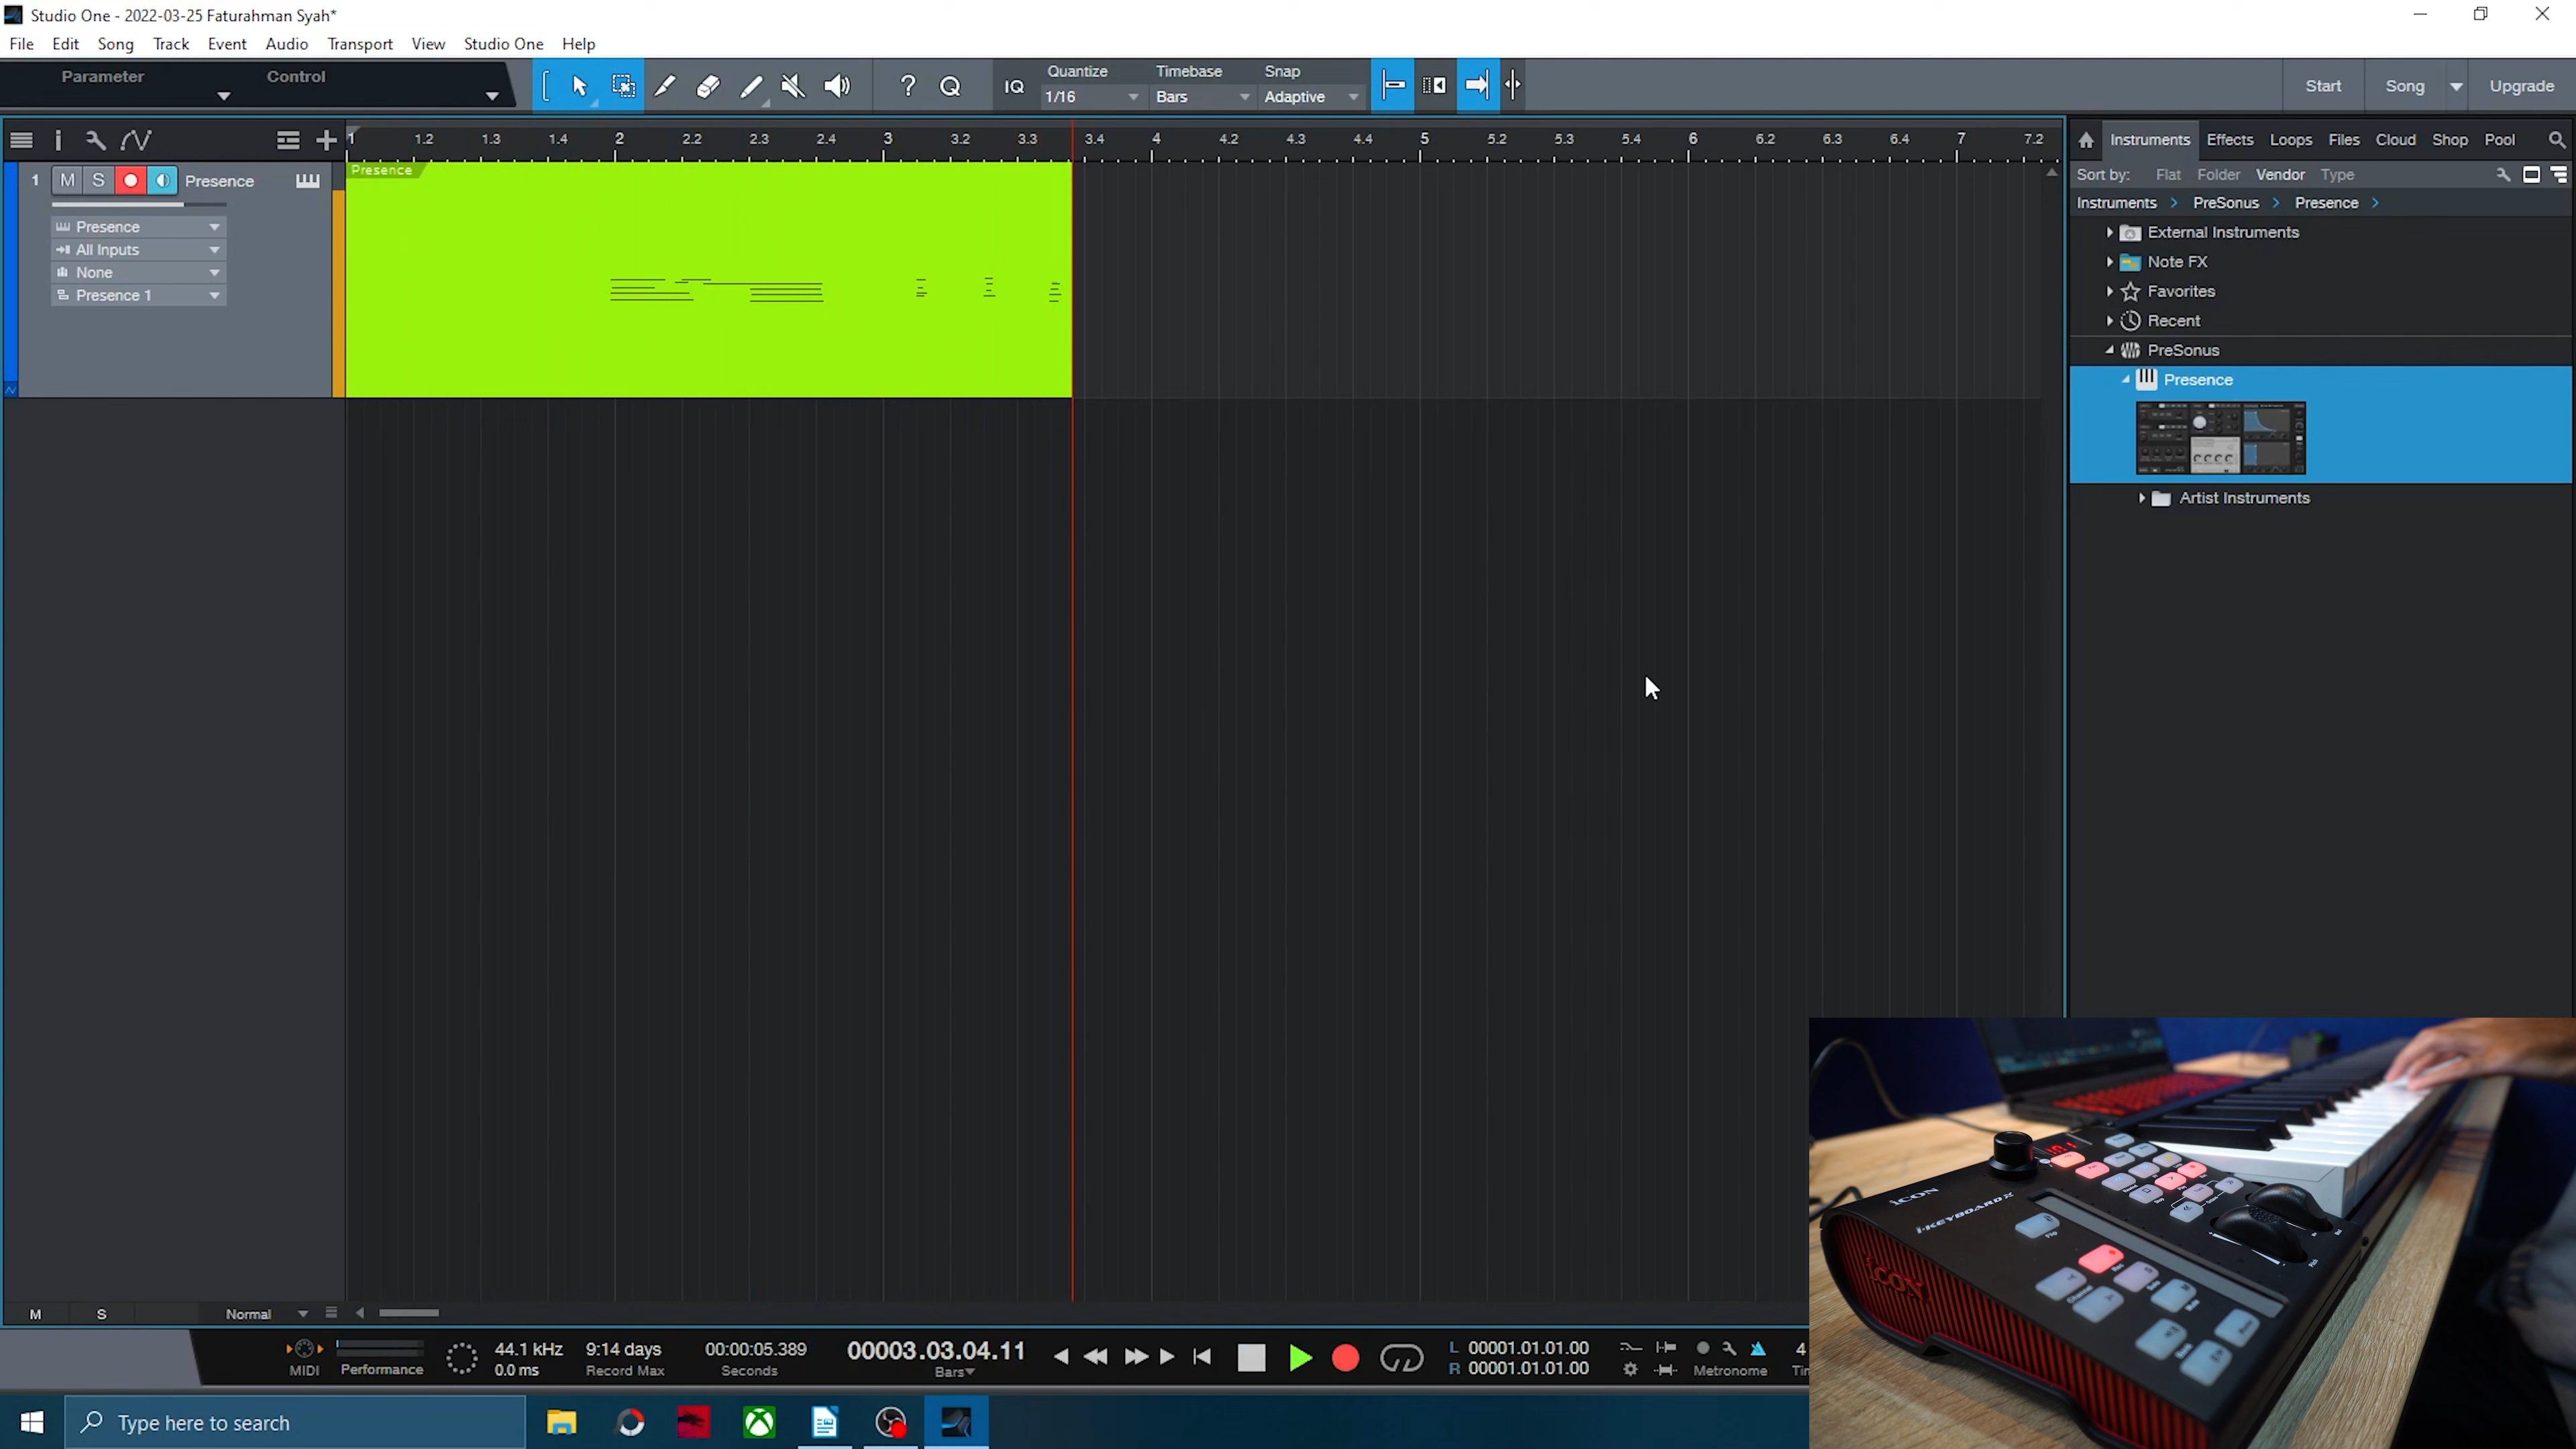 Studio One - 2022-03-25 Faturahman Syah*
File Edit Song Track Event Audio Transport View Studio One Help
Parameter Control
? Q IQ
Quantize Timebase Snap
1/16 Bars Adaptive
Start Song Upgrade
i 1 1.2 1.3 1.4 2 2.2 2.3 2.4 3 3.2 3.3 3.4 4 4.2 4.3 4.4 5 5.2 5.3 5.4 6 6.2 6.3 6.4 7 7.2
Instruments Effects Loops Files Cloud Shop Pool
1 M S Presence
Presence
Presence
All Inputs
None
Presence 1
Sort by: Flat Folder Vendor Type
Instruments > PreSonus > Presence >
External Instruments
Note FX
Favorites
Recent
PreSonus
Presence
Artist Instruments
M S Normal
MIDI
Performance
44.1 kHz
0.0 ms
9:14 days
Record Max
00:00:05.389
Seconds
00003.03.04.11
Bars
L 00001.01.01.00
R 00001.01.01.00
Metronome
4
Type here to search
iCON
i-KEYBOARD X
iCON